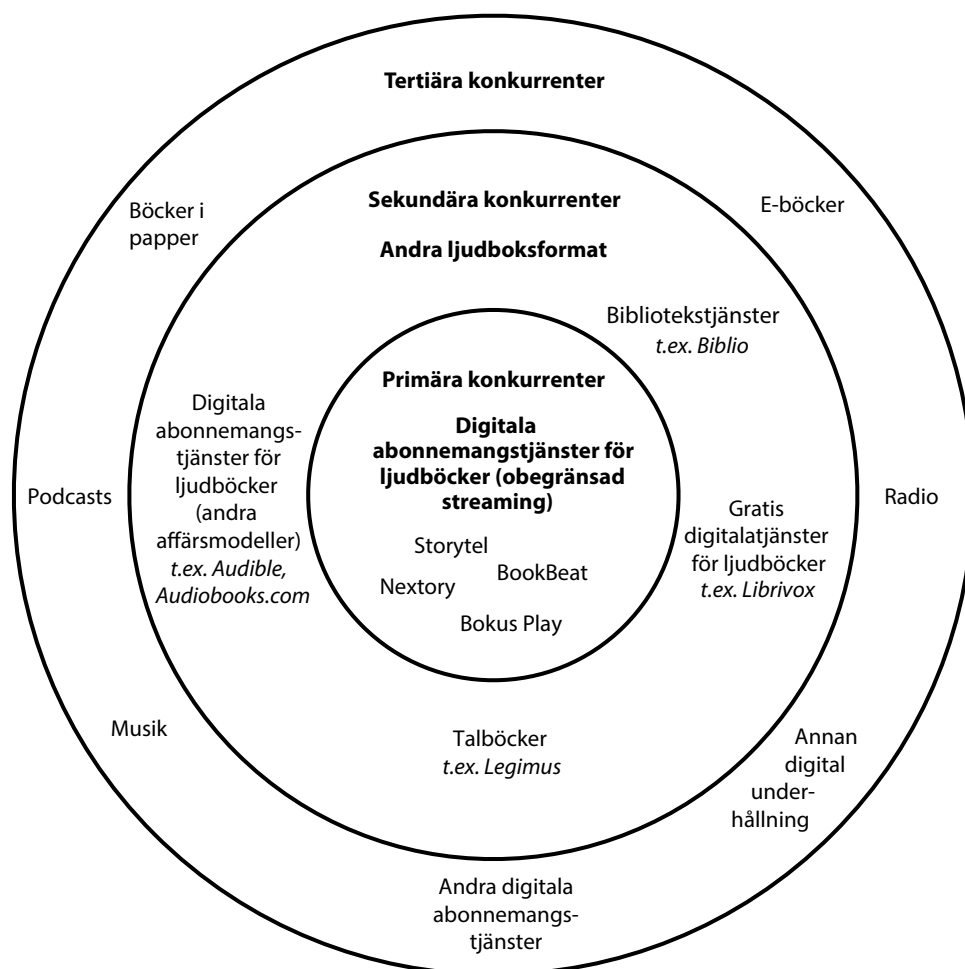 Tertiära konkurrenter
Böcker i
papper
E-böcker
Sekundära konkurrenter
Andra ljudboksformat
Bibliotekstjänster
t.ex. Biblio
Primära konkurrenter
Digitala
abonnemangstjänster för
ljudböcker (obegränsad
streaming)
Storytel
BookBeat
Nextory
Bokus Play
Digitala
abonnemangs-
tjänster för
ljudböcker
(andra
affärsmodeller)
t.ex. Audible,
Audiobooks.com
Podcasts
Radio
Gratis
digitalatjänster
för ljudböcker
t.ex. Librivox
Musik
Talböcker
t.ex. Legimus
Annan
digital
under-
hållning
Andra digitala
abonnemangs-
tjänster